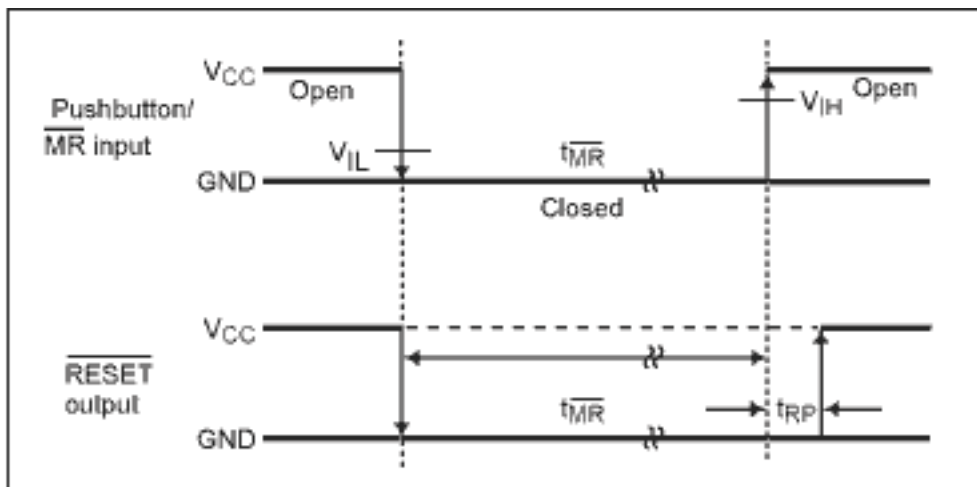 VCC
Open
Open
Pushbutton/
MR input
VIH
VIL
tMR
GND
Closed
VCC
RESET
output
tMR
tRP
GND